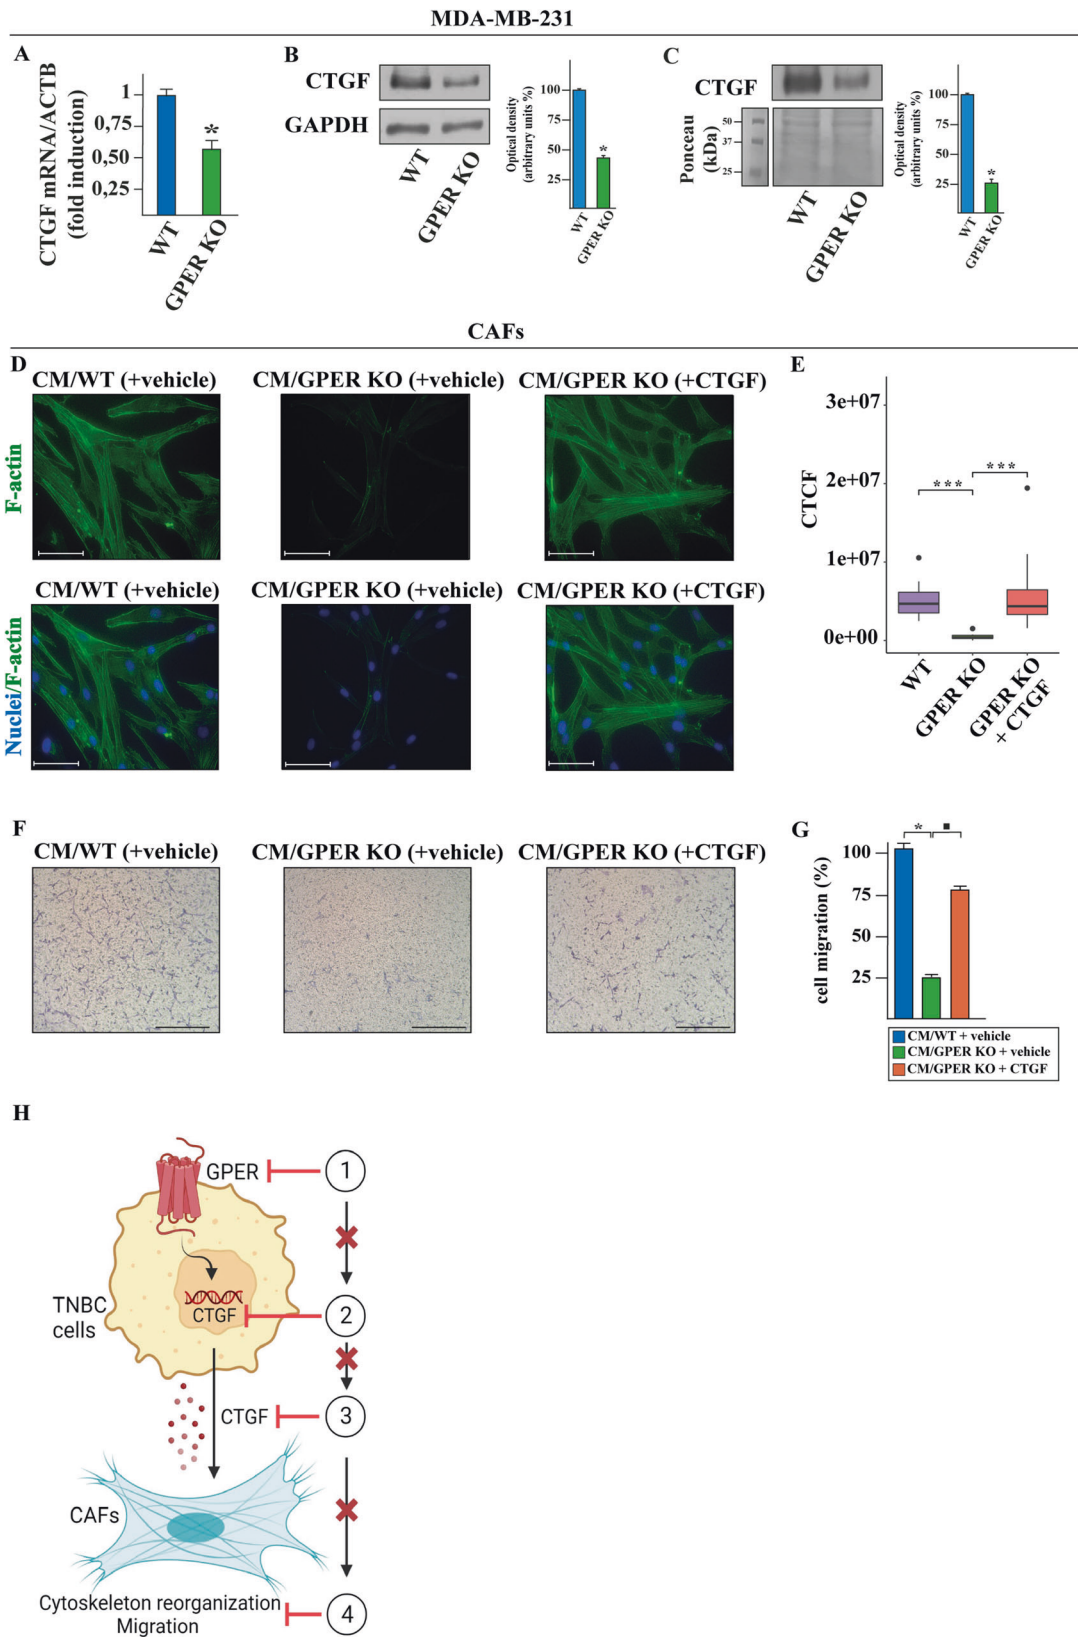 MDA-MB-231
A
CTGF mRNA/ACTB
(fold induction)
1
0,75
0,50
0,25
*
WT
GPER KO
B
CTGF
GAPDH
WT
GPER KO
Optical density
(arbitrary units %)
100
75
50
25
*
WT
GPER KO
C
CTGF
Ponceau
(kDa)
50
37
25
WT
GPER KO
Optical density
(arbitrary units %)
100
75
50
25
*
WT
GPER KO
CAFs
D
CM/WT (+vehicle)
CM/GPER KO (+vehicle)
CM/GPER KO (+CTGF)
F-actin
CM/WT (+vehicle)
CM/GPER KO (+vehicle)
CM/GPER KO (+CTGF)
Nuclei/F-actin
E
CTCF
3e+07
2e+07
1e+07
0e+00
***
***
WT
GPER KO
GPER KO
+ CTGF
F
CM/WT (+vehicle)
CM/GPER KO (+vehicle)
CM/GPER KO (+CTGF)
G
cell migration (%)
100
75
50
25
*
■
CM/WT + vehicle
CM/GPER KO + vehicle
CM/GPER KO + CTGF
H
GPER
1
TNBC
cells
CTGF
2
CTGF
3
CAFs
Cytoskeleton reorganization
Migration
4